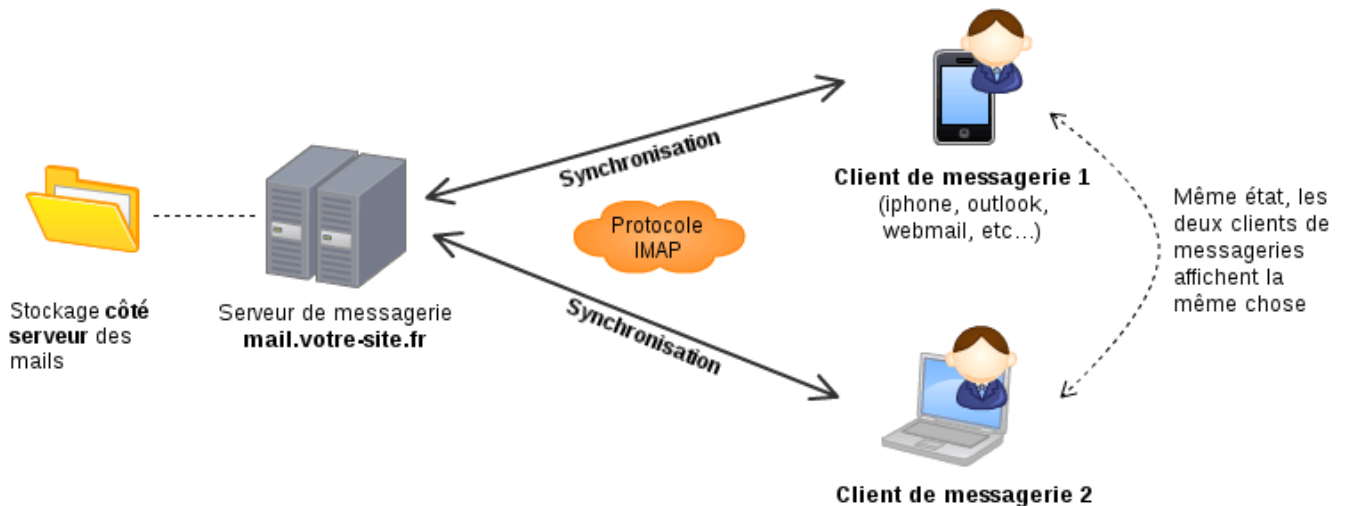 Stockage côté
serveur des
mails
Serveur de messagerie
mail.votre-site.fr
Synchronisation
Protocole
IMAP
Synchronisation
Client de messagerie 1
(iphone, outlook,
webmail, etc...)
Même état, les
deux clients de
messageries
affichent la
même chose
Client de messagerie 2